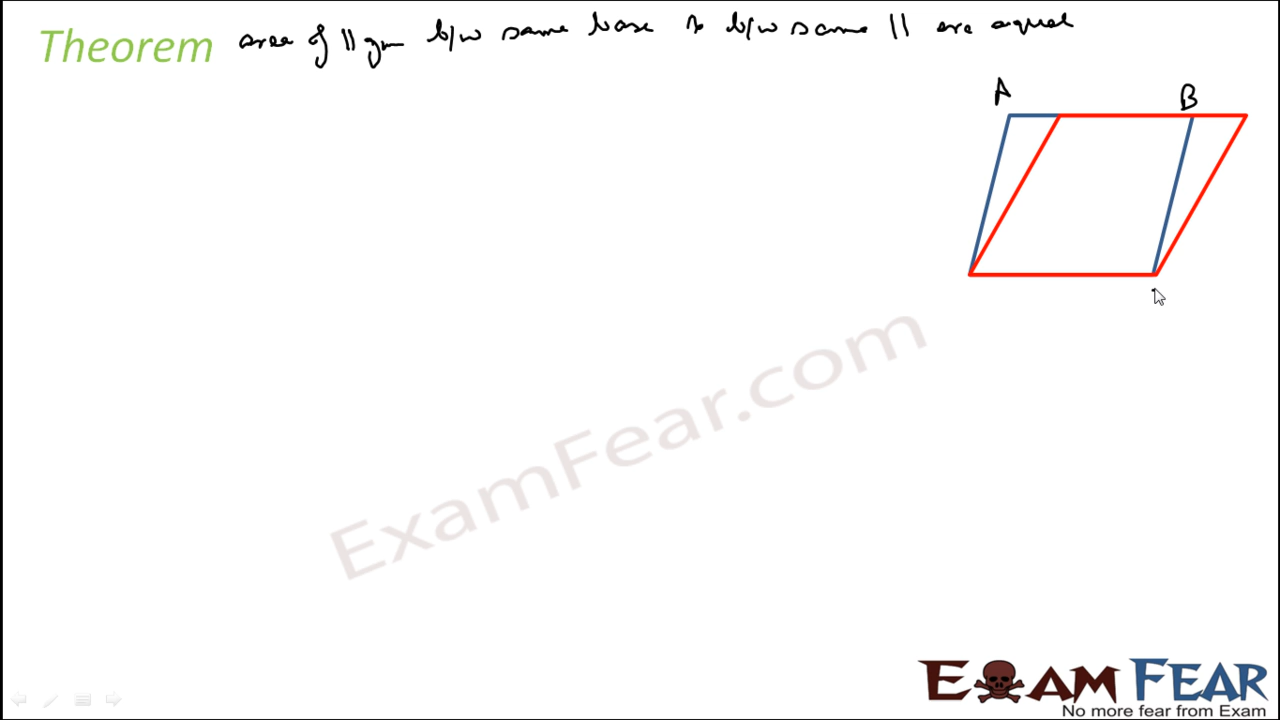 Theorem area of || gm b/w same base & b/w same || are equal
A B
ExamFear.com
EXAM FEAR
No more fear from Exam